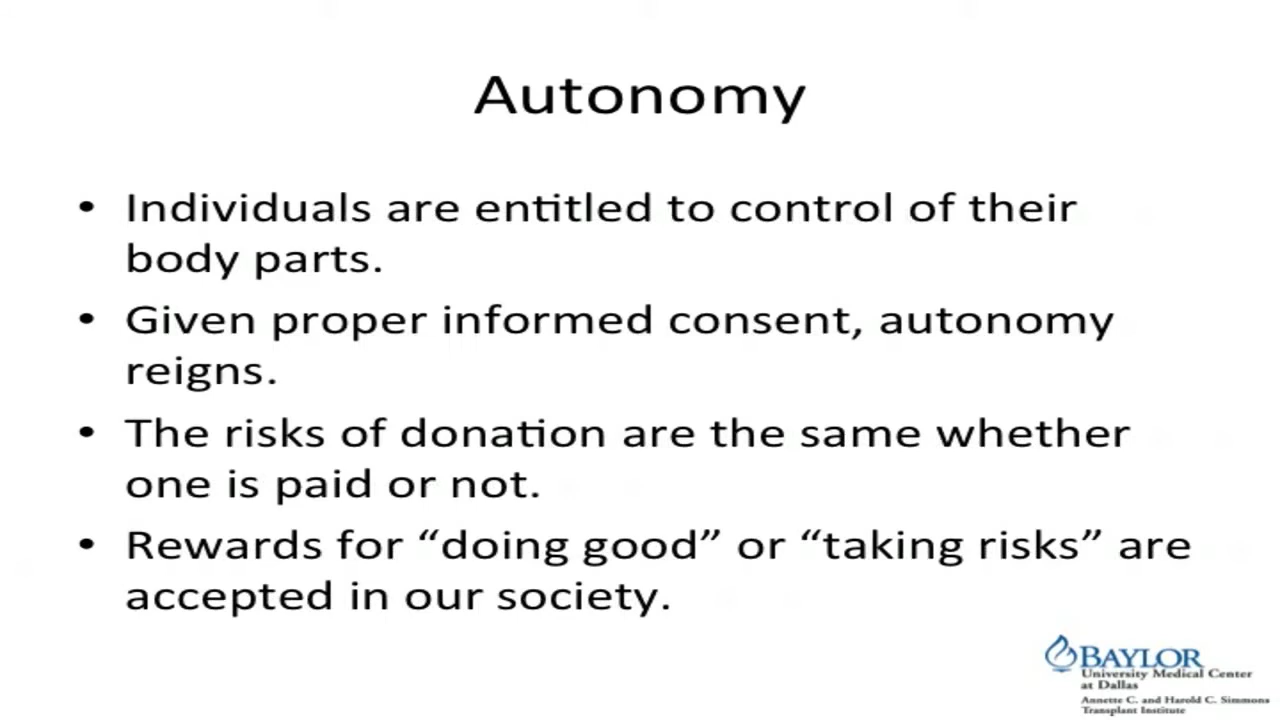 Autonomy
• Individuals are entitled to control of their
body parts.
• Given proper informed consent, autonomy
reigns.
• The risks of donation are the same whether
one is paid or not.
• Rewards for “doing good” or “taking risks” are
accepted in our society.
BAYLOR
University Medical Center
at Dallas
Annette C. and Harold C. Simmons
Transplant Institute